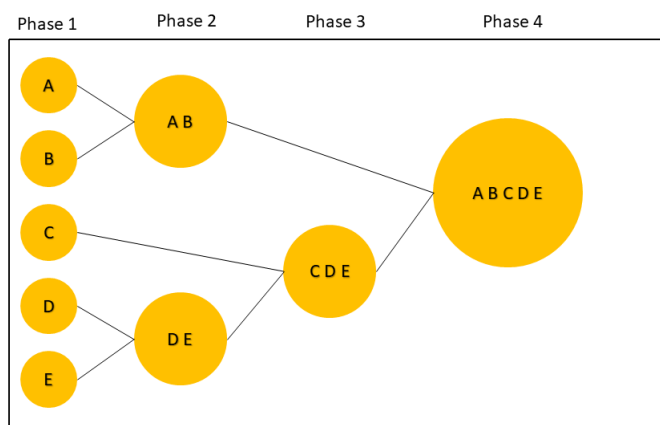 Phase 1 Phase 2 Phase 3 Phase 4
A
B
C
D
E
A B
D E
C D E
A B C D E